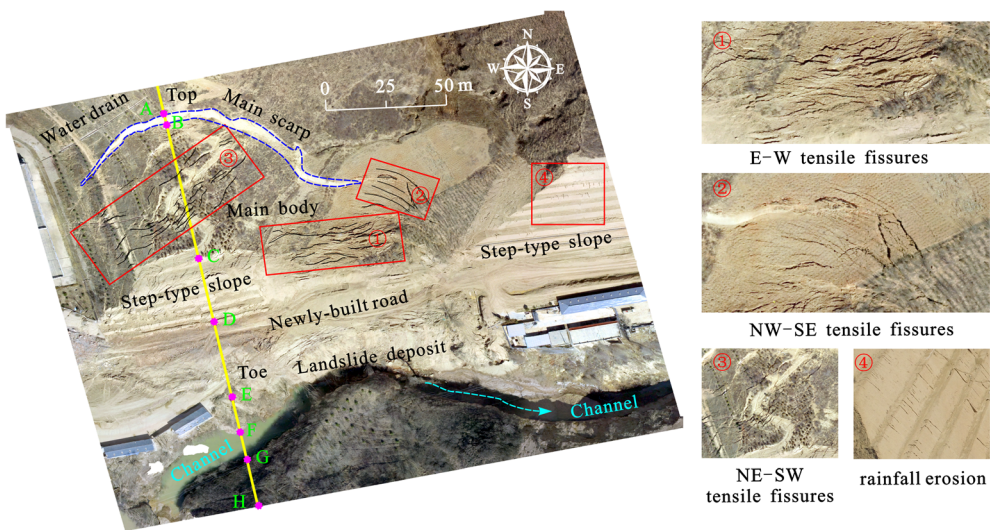 Water drain
Top
Main scarp
A
B
③
N
W
E
S
0 25 50 m
②
④
Main body
①
C
Step-type slope
Step-type slope
D
Newly-built road
Landslide deposit
Toe
E
Channel
F
Channel
G
H
①
E-W tensile fissures
②
NW-SE tensile fissures
③
NE-SW
tensile fissures
④
rainfall erosion